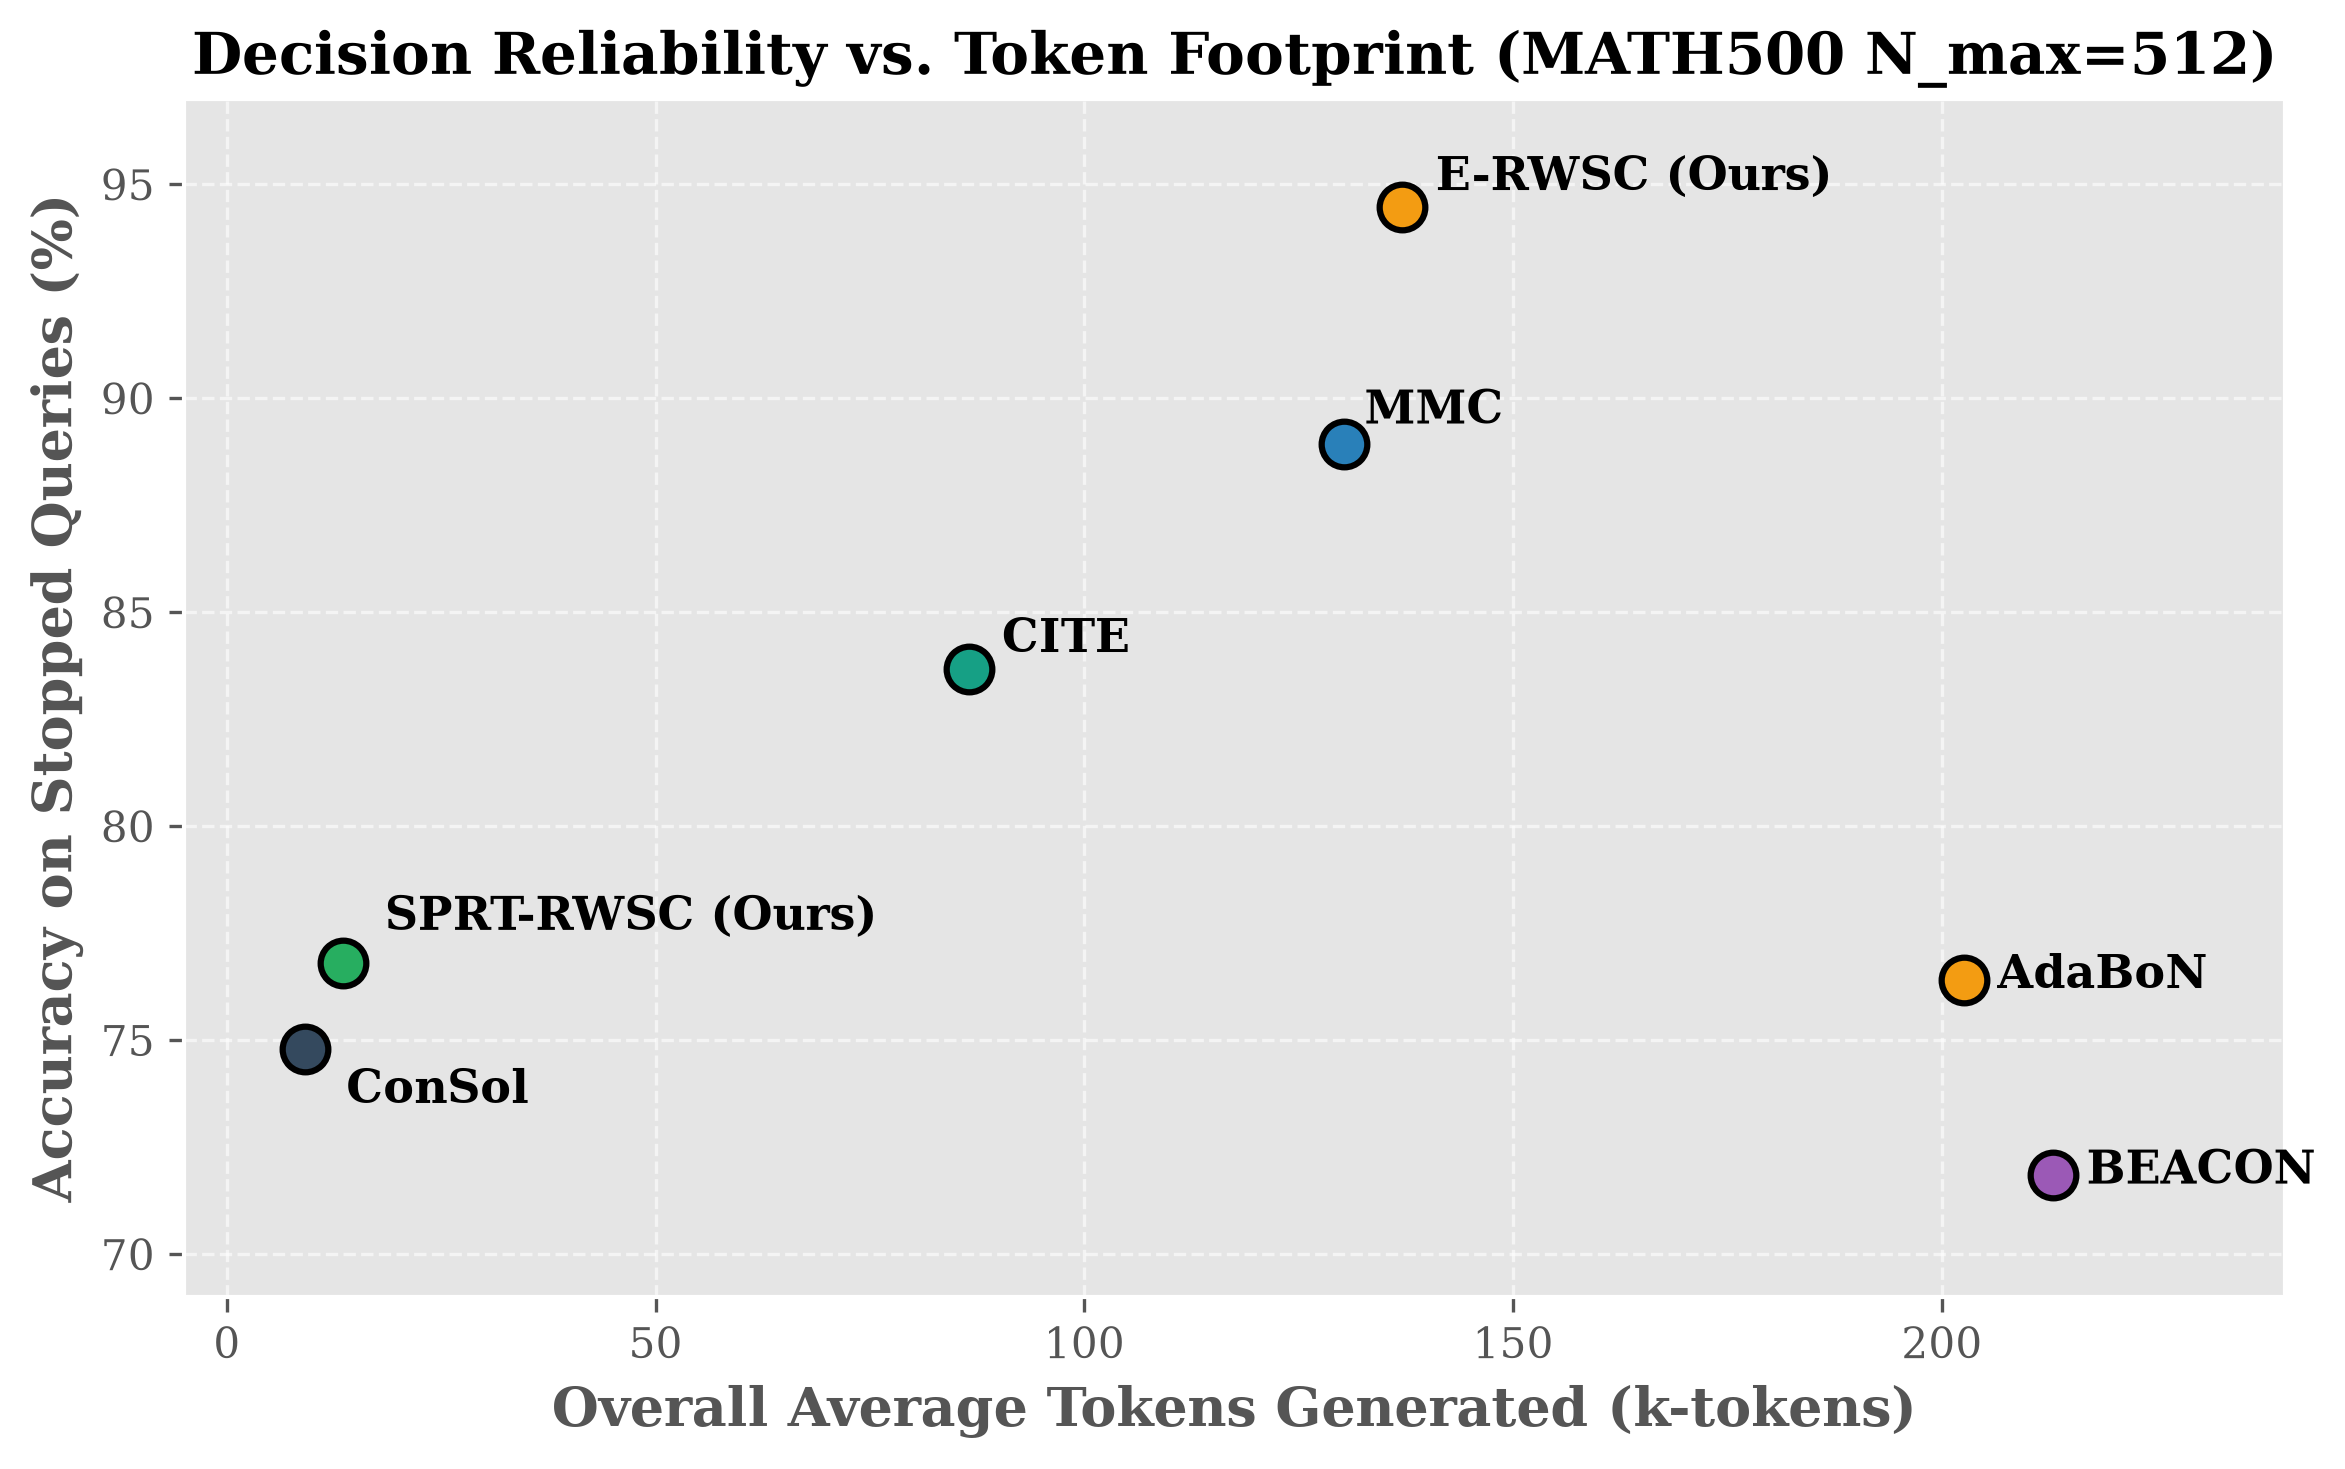 Decision Reliability vs. Token Footprint (MATH500 N_max=512)
Accuracy on Stopped Queries (%)
95
90
85
80
75
70
E-RWSC (Ours)
MMC
CITE
SPRT-RWSC (Ours)
AdaBoN
ConSol
BEACON
0
50
100
150
200
Overall Average Tokens Generated (k-tokens)